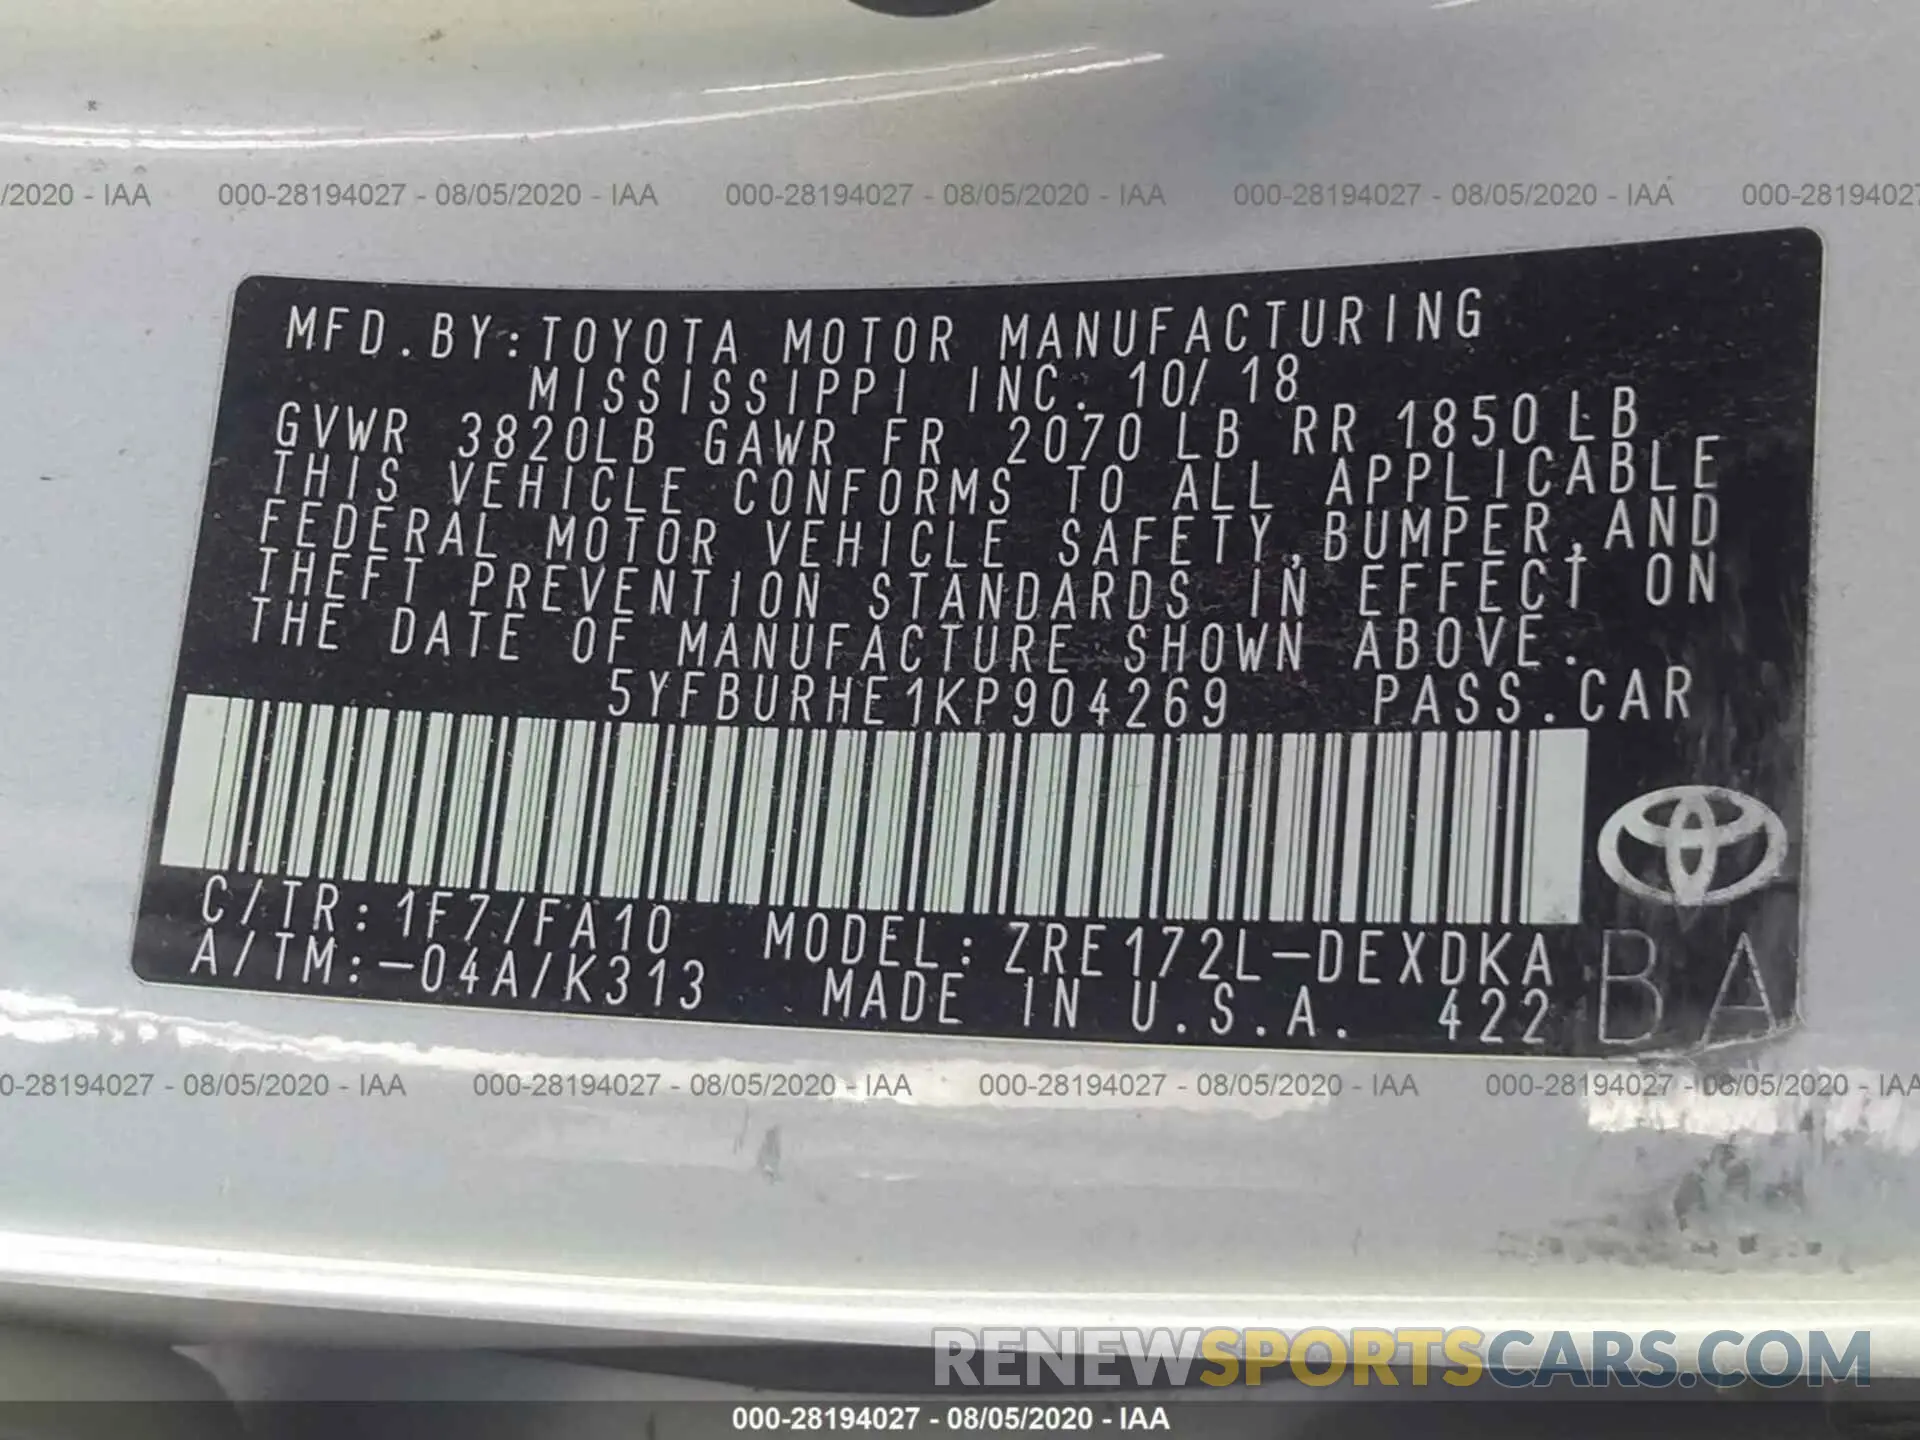 /2020 - IAA 000-28194027 - 08/05/2020 - IAA 000-28194027 - 08/05/2020 - IAA 000-28194027 - 08/05/2020 - IAA 000-28194027
MFD.BY:TOYOTA MOTOR MANUFACTURING
MISSISSIPPI INC. 10/18
GVWR 3820LB GAWR FR 2070LB RR 1850LB
THIS VEHICLE CONFORMS TO ALL APPLICABLE
FEDERAL MOTOR VEHICLE SAFETY,BUMPER,AND
THEFT PREVENTION STANDARDS IN EFFECT ON
THE DATE OF MANUFACTURE SHOWN ABOVE.
5YFBURHE1KP904269 PASS.CAR
C/TR:1F7/FA10 MODEL:ZRE172L-DEXDKA
A/TM:-04A/K313 MADE IN U.S.A. 422
BA
0-28194027 - 08/05/2020 - IAA 000-28194027 - 08/05/2020 - IAA 000-28194027 - 08/05/2020 - IAA 000-28194027 - 08/05/2020 - IAA
RENEWSPORTSCARS.COM
000-28194027 - 08/05/2020 - IAA